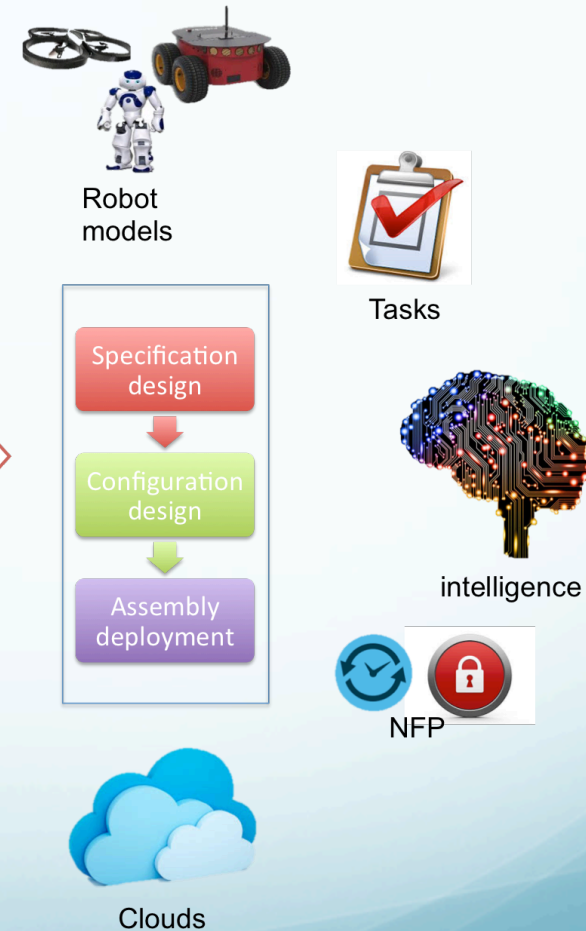 Robot
models
Tasks
Specification
design
Configuration
design
Assembly
deployment
intelligence
NFP
Clouds